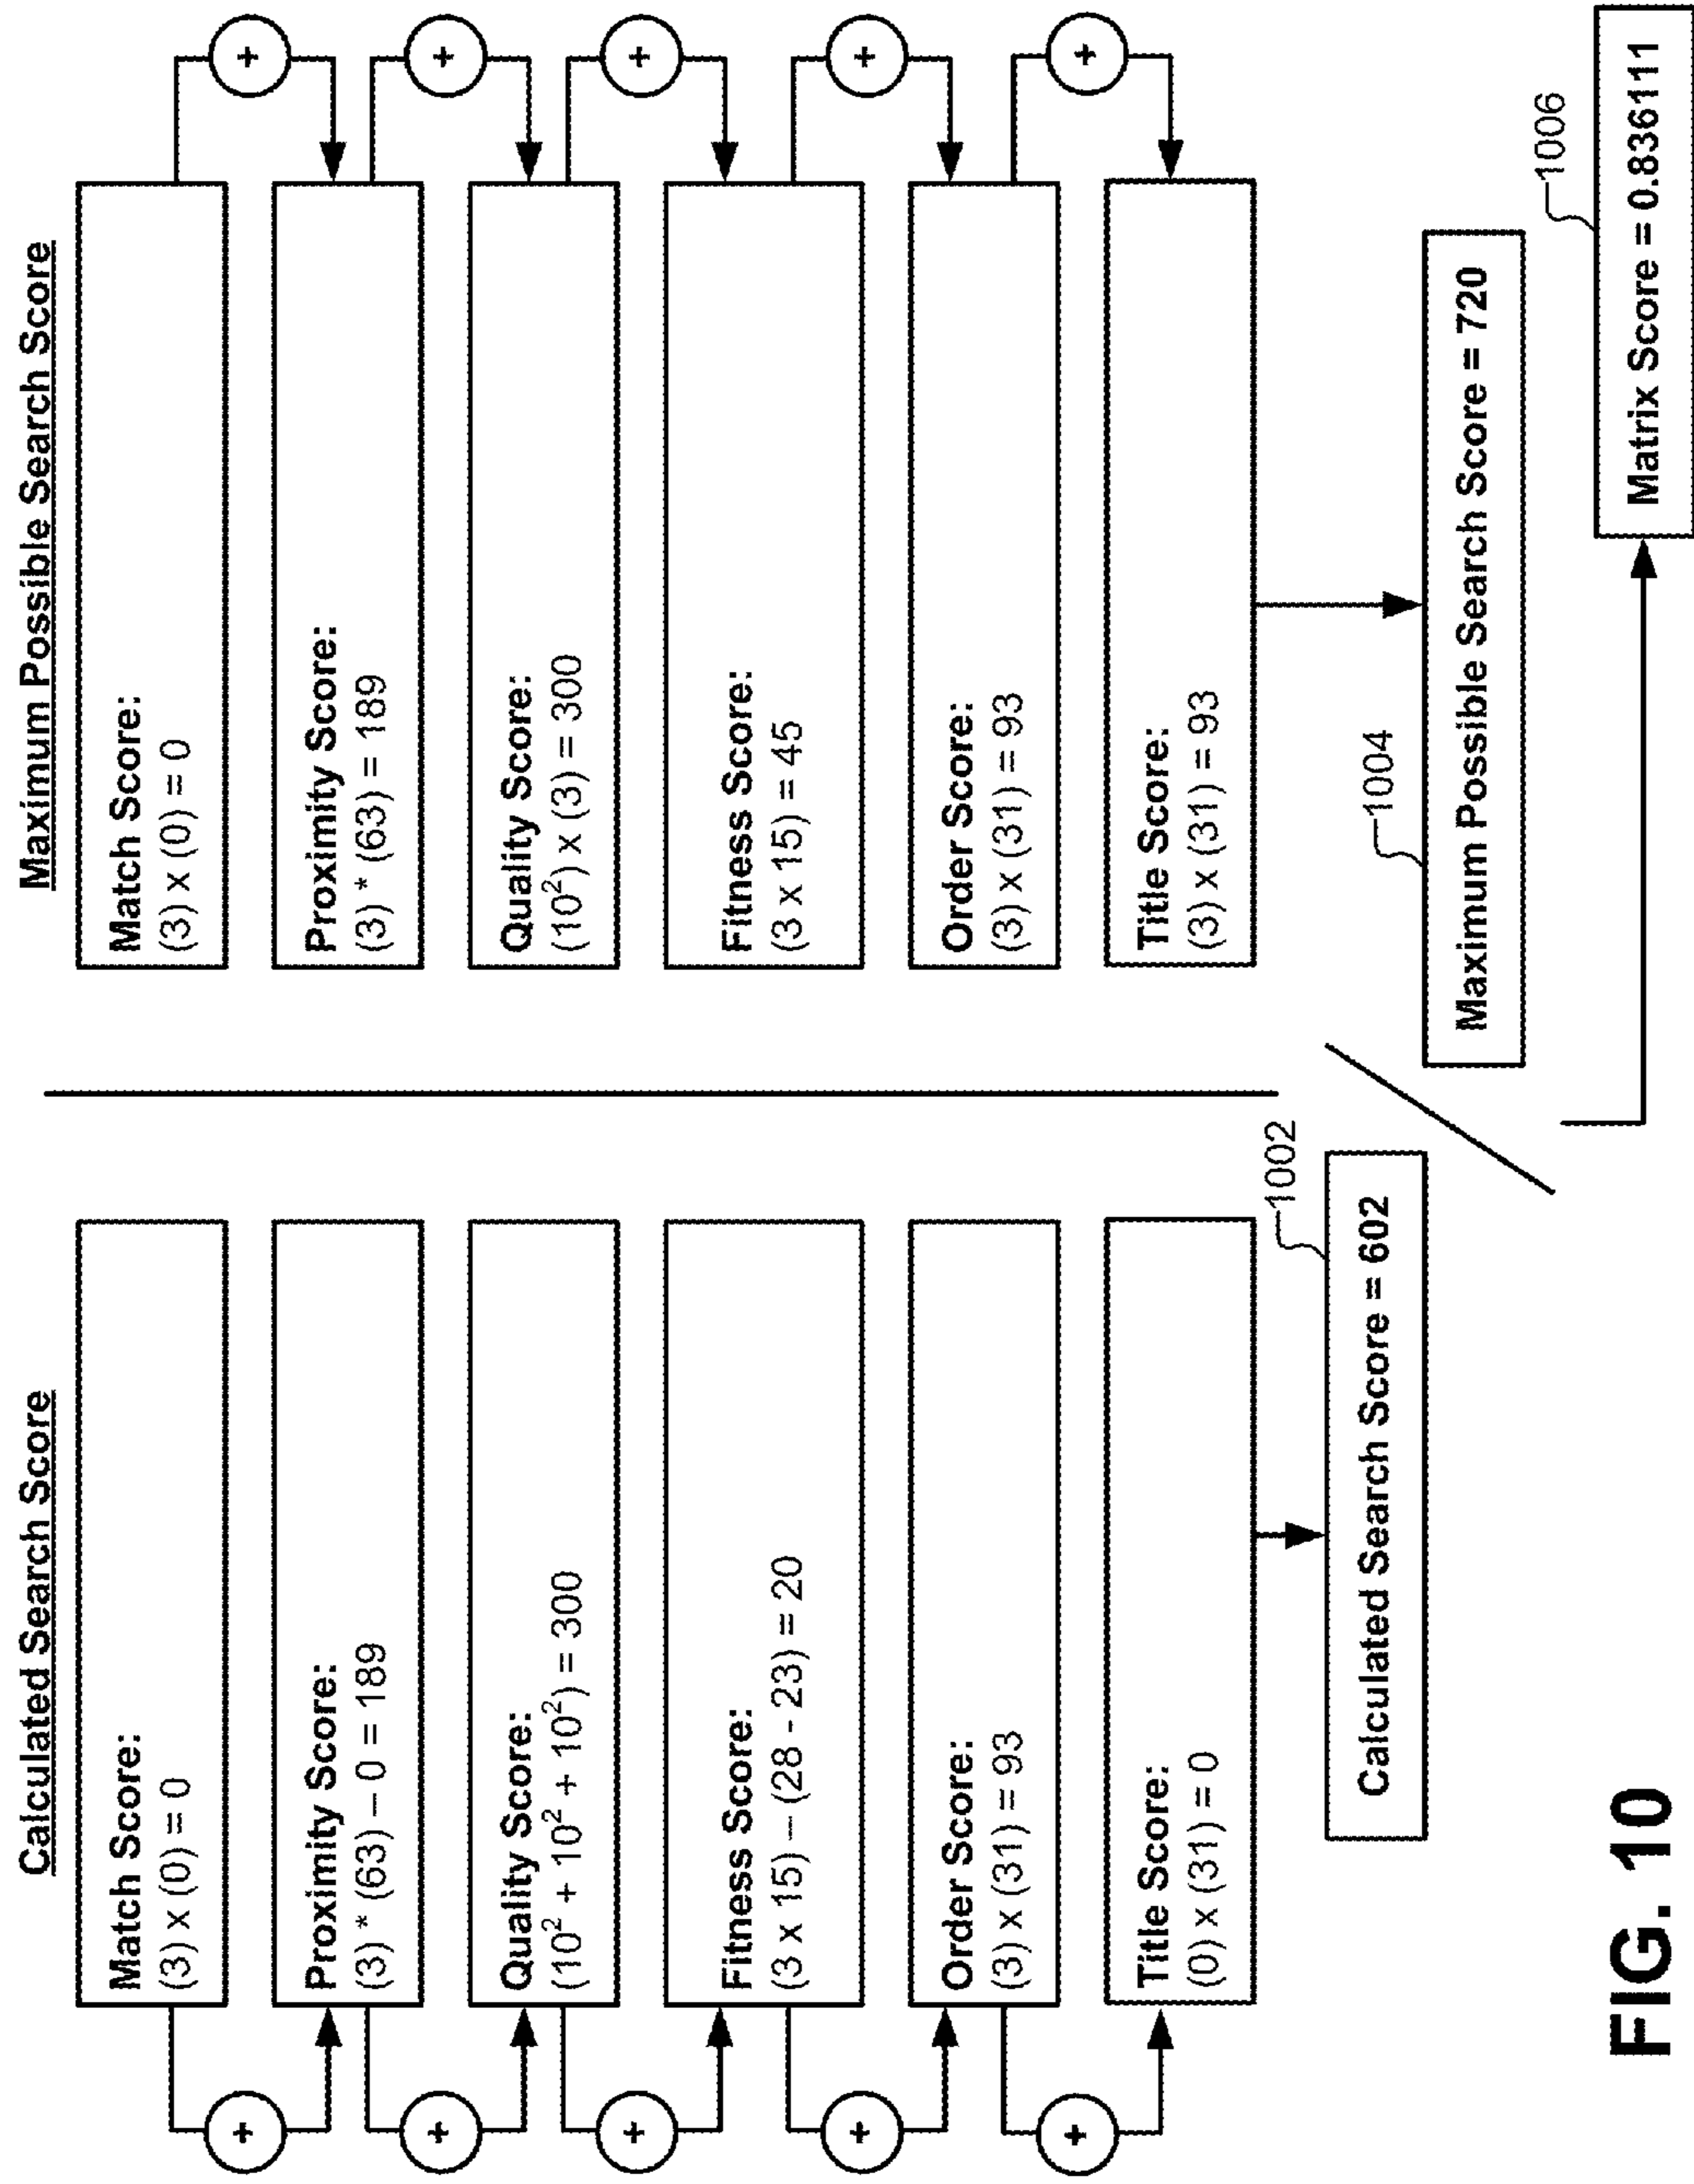 Calculated Search Score
Match Score:
(3) x (0) = 0
Proximity Score:
(3) * (63) – 0 = 189
Quality Score:
(10² + 10² + 10²) = 300
Fitness Score:
(3 x 15) – (28 - 23) = 20
Order Score:
(3) x (31) = 93
Title Score:
(0) x (31) = 0
+
+
+
+
+
1002
Calculated Search Score = 602
Maximum Possible Search Score
Match Score:
(3) x (0) = 0
Proximity Score:
(3) * (63) = 189
Quality Score:
(10²) x (3) = 300
Fitness Score:
(3 x 15) = 45
Order Score:
(3) x (31) = 93
Title Score:
(3) x (31) = 93
+
+
+
+
+
1004
Maximum Possible Search Score = 720
1006
Matrix Score = 0.836111
FIG. 10